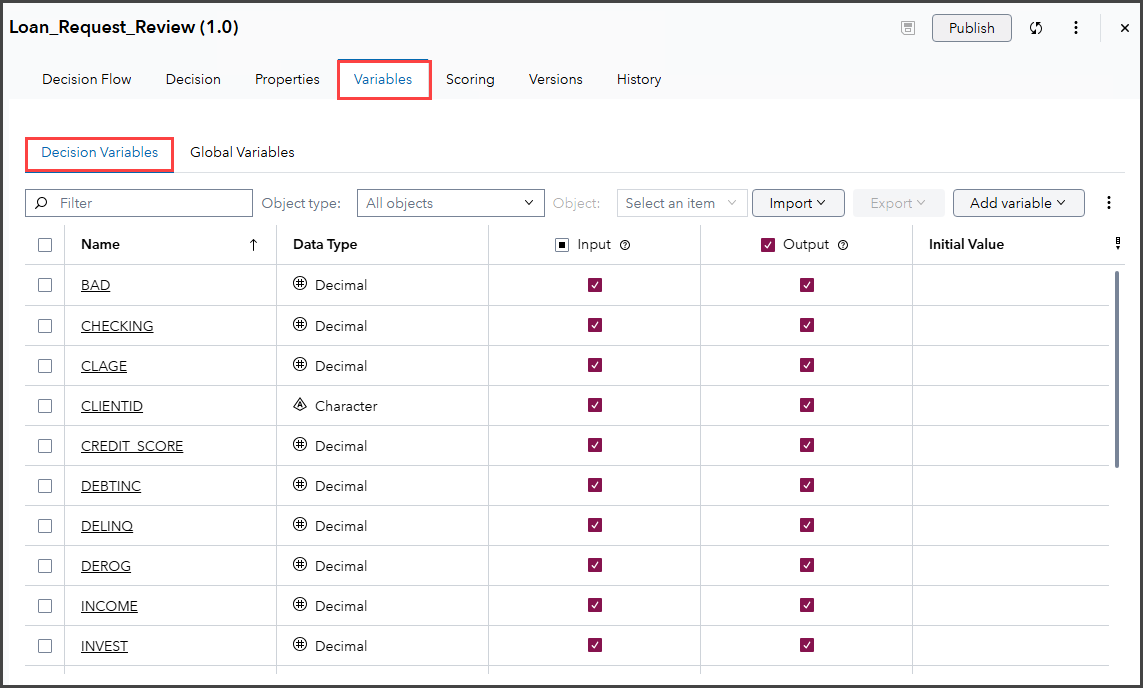 Loan_Request_Review (1.0)
Publish
Decision Flow Decision Properties Variables Scoring Versions History
Decision Variables Global Variables
Filter Object type: All objects Object: Select an item Import Export Add variable
Name Data Type Input Output Initial Value
BAD Decimal
CHECKING Decimal
CLAGE Decimal
CLIENTID Character
CREDIT_SCORE Decimal
DEBTINC Decimal
DELINQ Decimal
DEROG Decimal
INCOME Decimal
INVEST Decimal